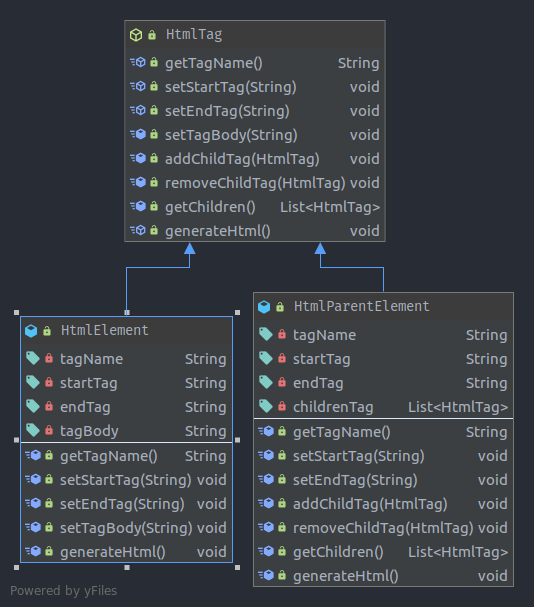 HtmlTag
getTagName() String
setStartTag(String) void
setEndTag(String) void
setTagBody(String) void
addChildTag(HtmlTag) void
removeChildTag(HtmlTag) void
getChildren() List<HtmlTag>
generateHtml() void
HtmlElement
tagName String
startTag String
endTag String
tagBody String
getTagName() String
setStartTag(String) void
setEndTag(String) void
setTagBody(String) void
generateHtml() void
HtmlParentElement
tagName String
startTag String
endTag String
childrenTag List<HtmlTag>
getTagName() String
setStartTag(String) void
setEndTag(String) void
addChildTag(HtmlTag) void
removeChildTag(HtmlTag) void
getChildren() List<HtmlTag>
generateHtml() void
Powered by yFiles